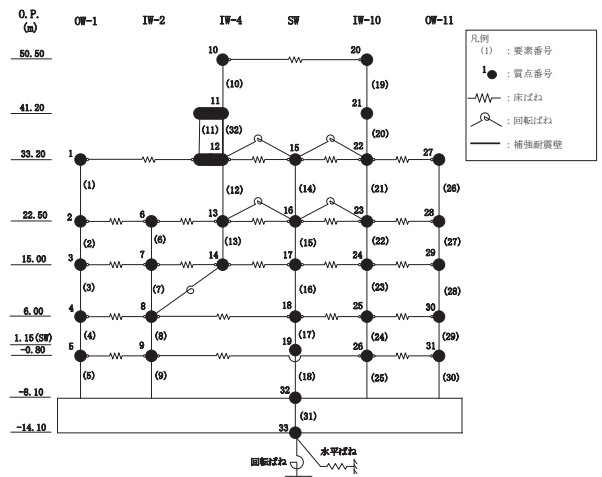 O.P.
(m)
OW-1 IW-2 IW-4 SW IW-10 OW-11
凡例
(1) : 要素番号
1 : 質点番号
: 床ばね
: 回転ばね
: 補強耐震壁
50.50 10 20
(10) (19)
41.20 11 21
(11) (32) (20)
33.20 1 12 15 22 27
(1) (12) (14) (21) (26)
22.50 2 6 13 16 23 28
(2) (6) (13) (15) (22) (27)
15.00 3 7 14 17 24 29
(3) (7) (16) (23) (28)
6.00 4 8 18 25 30
(4) (8) (17) (24) (29)
1.15(SW) 19
-0.80 5 9 26 31
(5) (9) (18) (25) (30)
-6.10 32
(31)
-14.10 33
回転ばね 水平ばね